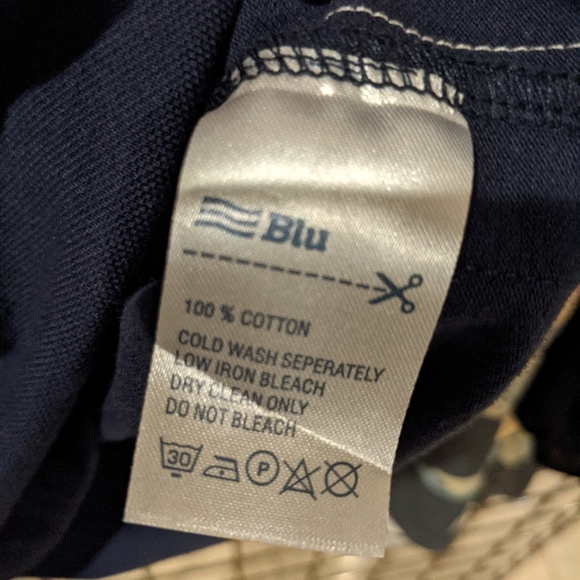 Blu
100 % COTTON
COLD WASH SEPERATELY
LOW IRON BLEACH
DRY CLEAN ONLY
DO NOT BLEACH
30 P